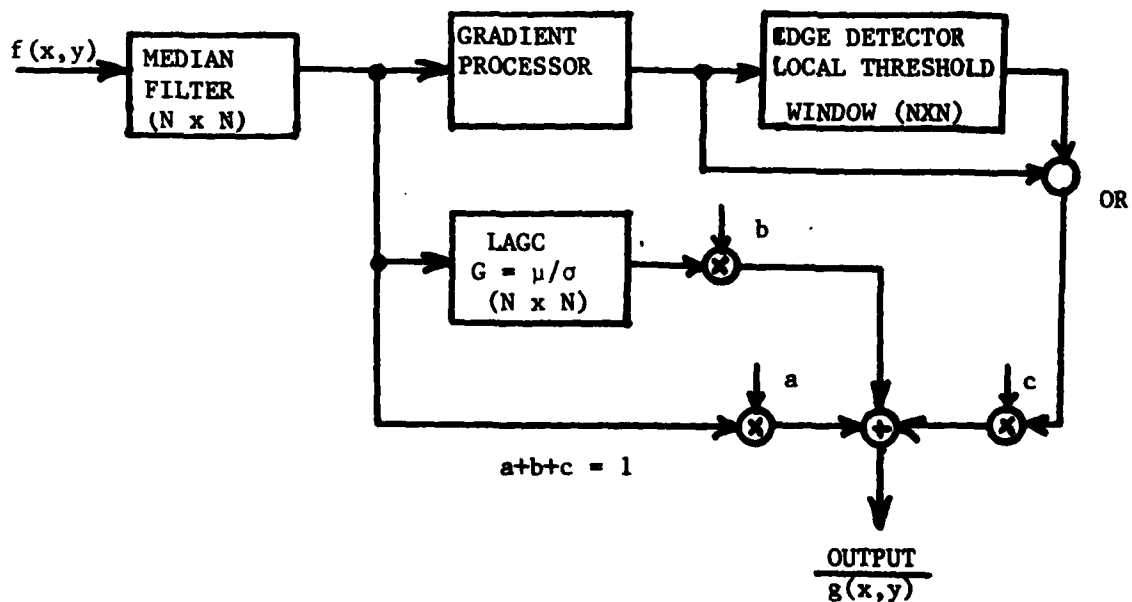 f(x,y)
MEDIAN
FILTER
(N x N)
GRADIENT
PROCESSOR
EDGE DETECTOR
LOCAL THRESHOLD
WINDOW (NXN)
OR
LAGC
G = μ/σ
(N x N)
b
a
c
a+b+c = 1
OUTPUT
g(x,y)